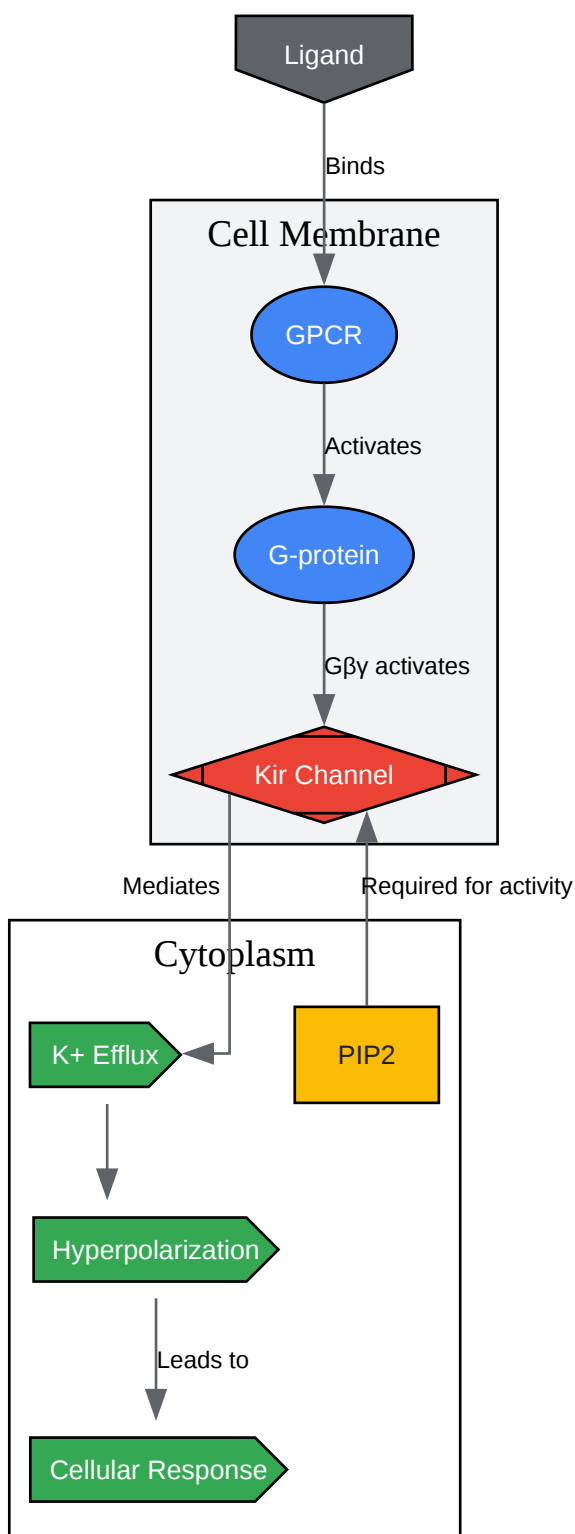 Ligand
Binds
Cell Membrane
GPCR
Activates
G-protein
Gβγ activates
Kir Channel
Mediates
Required for activity
Cytoplasm
K+ Efflux
PIP2
Hyperpolarization
Leads to
Cellular Response